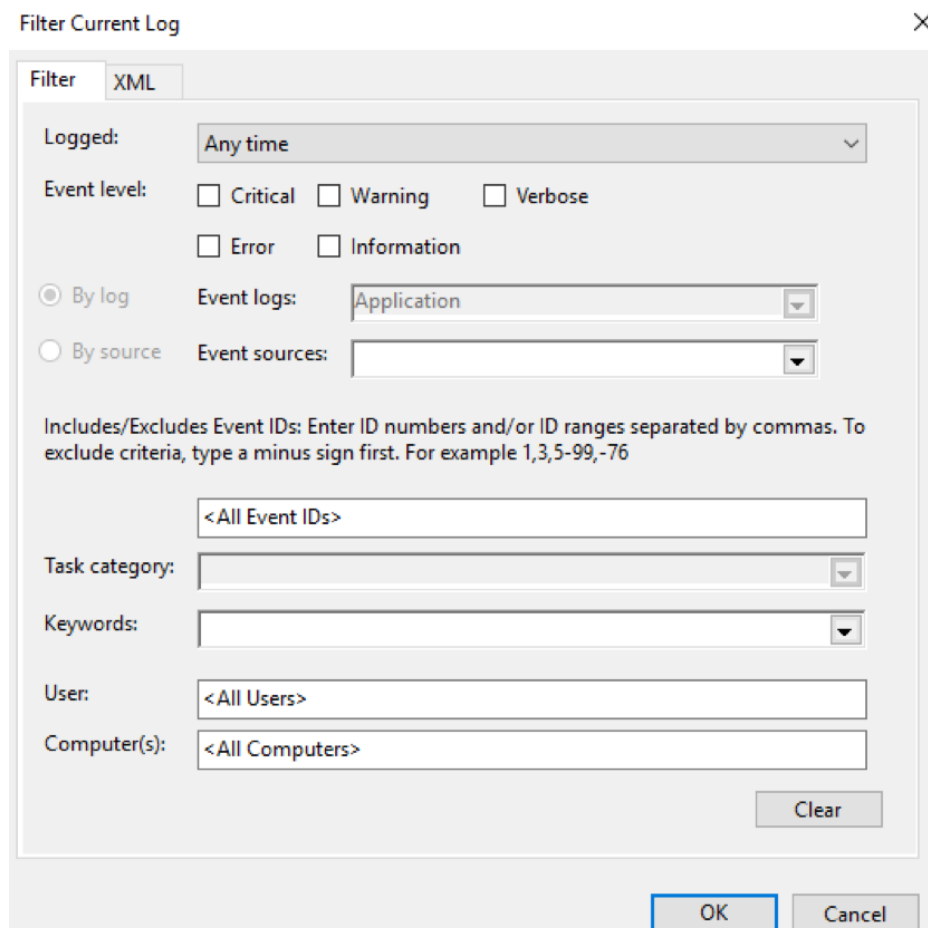 Filter Current Log
Filter XML
Logged: Any time
Event level: Critical Warning Verbose
Error Information
By log Event logs: Application
By source Event sources:
Includes/Excludes Event IDs: Enter ID numbers and/or ID ranges separated by commas. To
exclude criteria, type a minus sign first. For example 1,3,5-99,-76
<All Event IDs>
Task category:
Keywords:
User: <All Users>
Computer(s): <All Computers>
Clear
OK Cancel